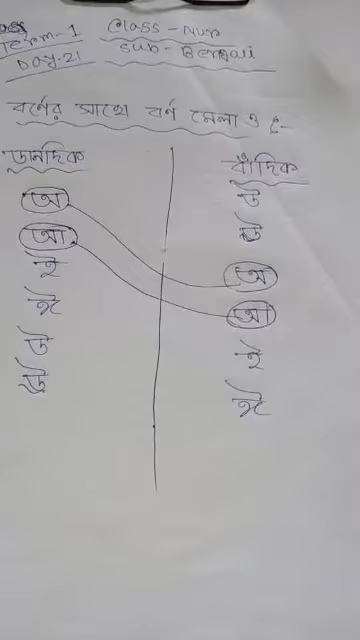 Term-1 Class - Nur
Day-21 Sub - Bengali
বর্ণের সাথে বর্ণ মেলাও ঃ-
ডানদিক বাঁদিক
অ উ
আ ঊ
ই অ
ঈ আ
উ ই
ঊ ঈ